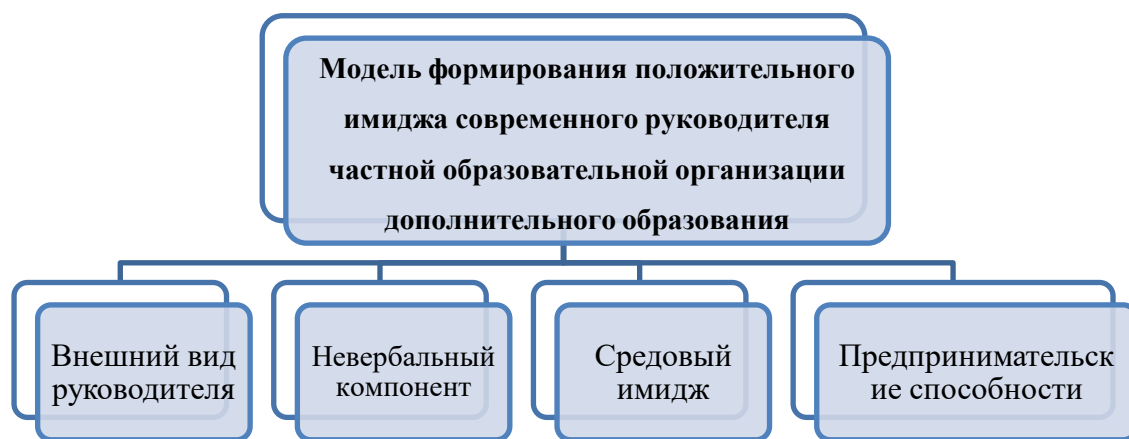 Модель формирования положительного
имиджа современного руководителя
частной образовательной организации
дополнительного образования
Внешний вид
руководителя
Невербальный
компонент
Средовый
имидж
Предпринимательск
ие способности